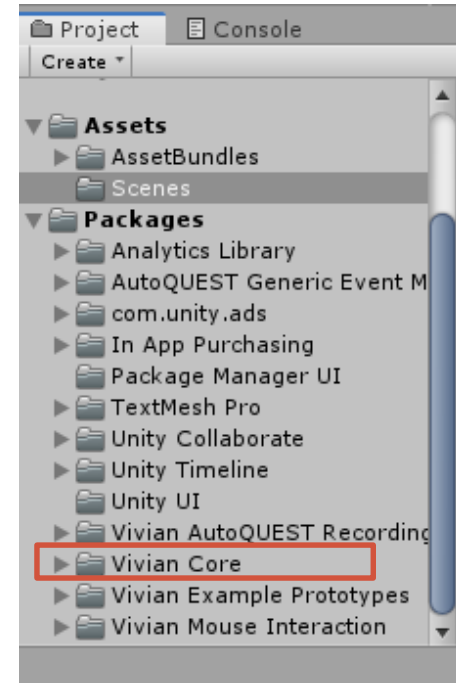 Project Console
Create
Assets
AssetBundles
Scenes
Packages
Analytics Library
AutoQUEST Generic Event M
com.unity.ads
In App Purchasing
Package Manager UI
TextMesh Pro
Unity Collaborate
Unity Timeline
Unity UI
Vivian AutoQUEST Recording
Vivian Core
Vivian Example Prototypes
Vivian Mouse Interaction